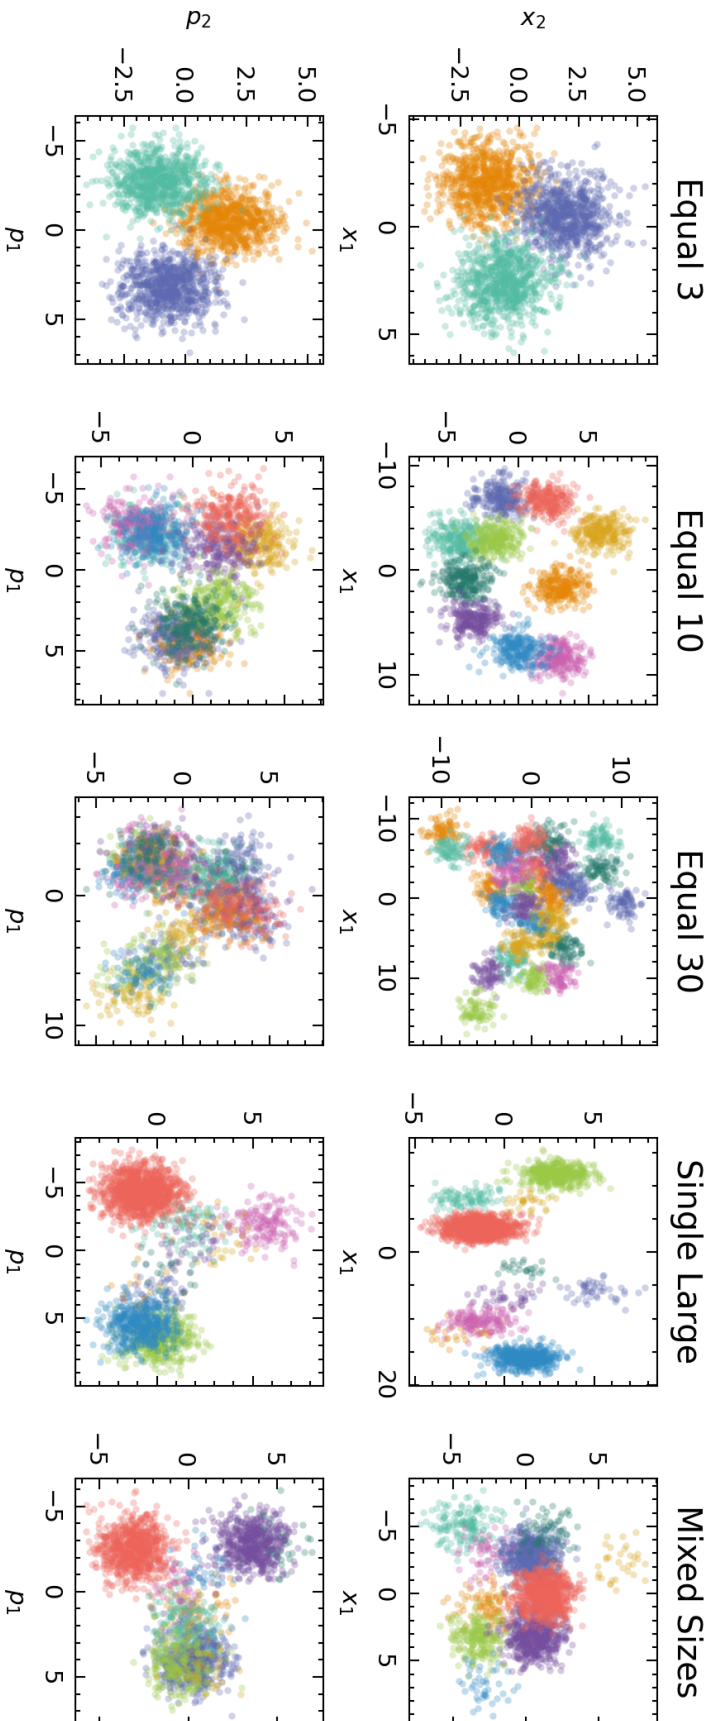 Equal 3 Equal 10 Equal 30 Single Large Mixed Sizes
x₂
5.0 5 10 5 5
2.5
0.0 0 0 0 0
−2.5 −5 −10 −5 −5
−5 0 5 −10 0 10 −10 0 10 0 20 −5 0 5
x₁ x₁ x₁ x₁ x₁
p₂
5.0 5 5 5 5
2.5
0.0 0 0 0 0
−2.5 −5 −5 −5
−5 0 5 −5 0 5 0 10 −5 0 5 −5 0 5
p₁ p₁ p₁ p₁ p₁